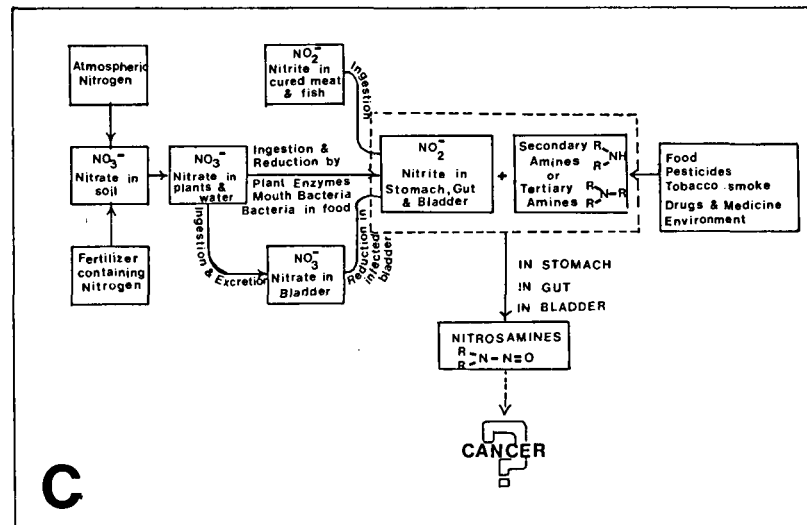 C
Atmospheric
Nitrogen
NO₃⁻
Nitrate in
soil
Fertilizer
containing
Nitrogen
NO₃⁻
Nitrate in
plants &
water
NO₂⁻
Nitrite in
cured meat
& fish
Ingestion
Ingestion &
Reduction by
Plant Enzymes
Mouth Bacteria
Bacteria in food
Ingestion & Excretion
NO₃⁻
Nitrate in
Bladder
Reduction in
infected
bladder
NO₂⁻
Nitrite in
Stomach, Gut
& Bladder
+
Secondary
Amines
or
Tertiary
Amines
R
R NH
R
R N-R
Food
Pesticides
Tobacco smoke
Drugs & Medicine
Environment
IN STOMACH
IN GUT
IN BLADDER
NITROSAMINES
R
R N-N=O
CANCER
?